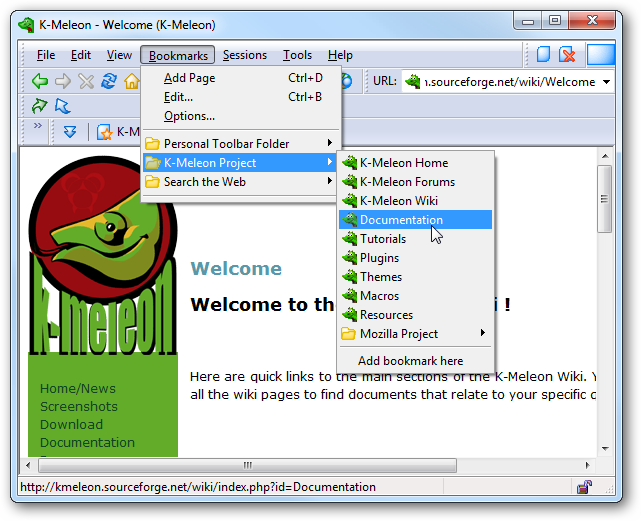 K-Meleon - Welcome (K-Meleon)
File Edit View Bookmarks Sessions Tools Help
URL: n.sourceforge.net/wiki/Welcome
» K-M
Add Page Ctrl+D
Edit... Ctrl+B
Options...
Personal Toolbar Folder
K-Meleon Project
Search the Web
K-Meleon Home
K-Meleon Forums
K-Meleon Wiki
Documentation
Tutorials
Plugins
Themes
Macros
Resources
Mozilla Project
Add bookmark here
k-meleon
Home/News
Screenshots
Download
Documentation
Welcome
Welcome to th i !
Here are quick links to the main sections of the K-Meleon Wiki. Y
all the wiki pages to find documents that relate to your specific
http://kmeleon.sourceforge.net/wiki/index.php?id=Documentation